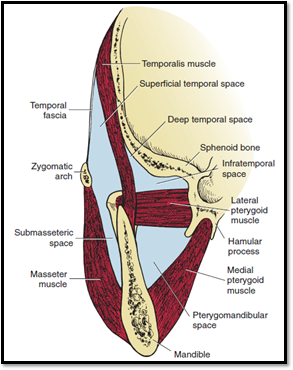 Temporalis muscle
Superficial temporal space
Temporal
fascia
Deep temporal space
Sphenoid bone
Infratemporal
space
Zygomatic
arch
Lateral
pterygoid
muscle
Submasseteric
space
Hamular
process
Masseter
muscle
Medial
pterygoid
muscle
Pterygomandibular
space
Mandible